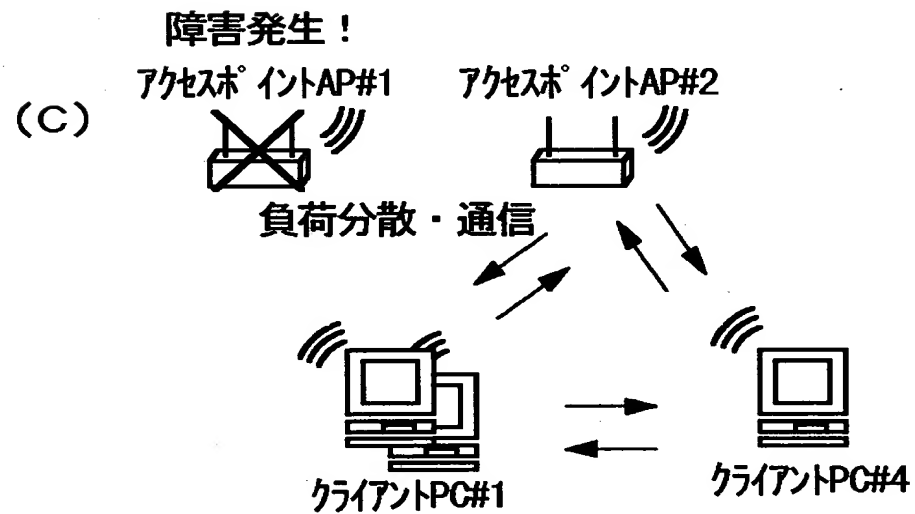 障害発生！
アクセスポイントAP#1
アクセスポイントAP#2
(C)
負荷分散・通信
クライアントPC#1
クライアントPC#4